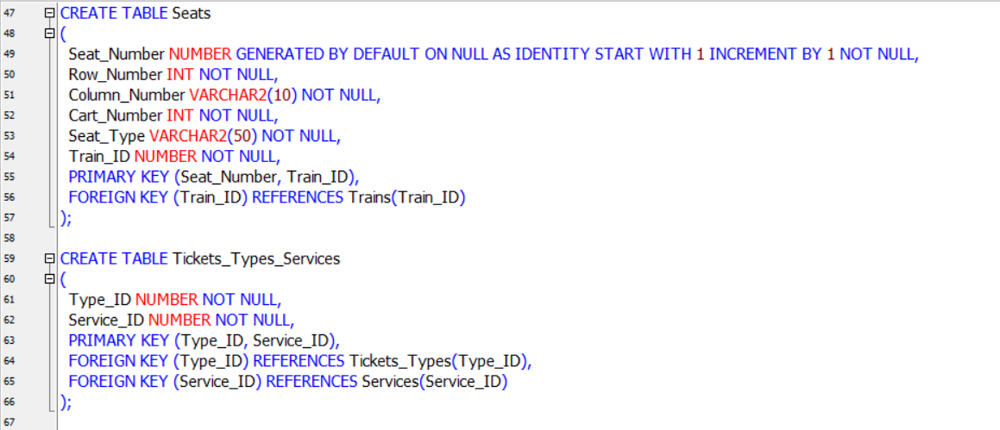 47 CREATE TABLE Seats
48 (
49 Seat_Number NUMBER GENERATED BY DEFAULT ON NULL AS IDENTITY START WITH 1 INCREMENT BY 1 NOT NULL,
50 Row_Number INT NOT NULL,
51 Column_Number VARCHAR2(10) NOT NULL,
52 Cart_Number INT NOT NULL,
53 Seat_Type VARCHAR2(50) NOT NULL,
54 Train_ID NUMBER NOT NULL,
55 PRIMARY KEY (Seat_Number, Train_ID),
56 FOREIGN KEY (Train_ID) REFERENCES Trains(Train_ID)
57 );
58
59 CREATE TABLE Tickets_Types_Services
60 (
61 Type_ID NUMBER NOT NULL,
62 Service_ID NUMBER NOT NULL,
63 PRIMARY KEY (Type_ID, Service_ID),
64 FOREIGN KEY (Type_ID) REFERENCES Tickets_Types(Type_ID),
65 FOREIGN KEY (Service_ID) REFERENCES Services(Service_ID)
66 );
67